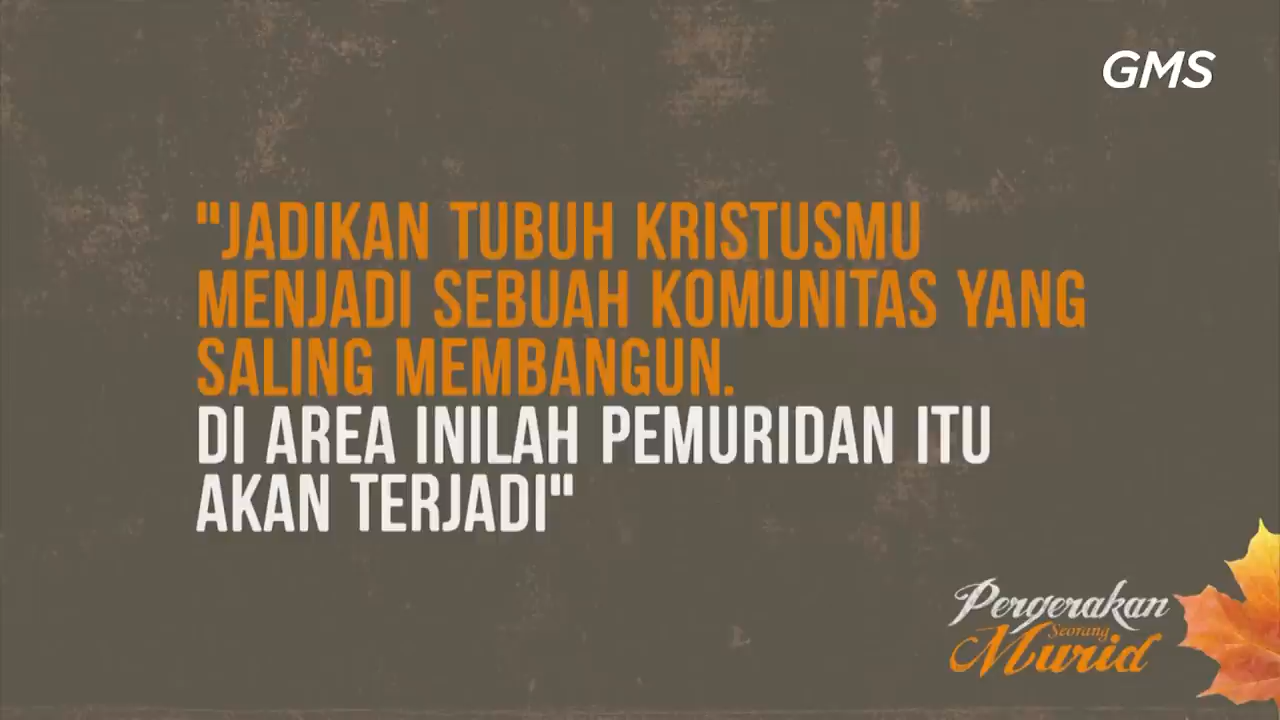 GMS
"JADIKAN TUBUH KRISTUSMU
MENJADI SEBUAH KOMUNITAS YANG
SALING MEMBANGUN.
DI AREA INILAH PEMURIDAN ITU
AKAN TERJADI"
Pergerakan
Seorang
Murid